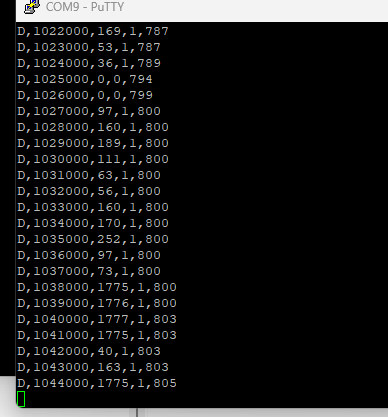 COM9 - PuTTY
D,1022000,169,1,787
D,1023000,53,1,787
D,1024000,36,1,789
D,1025000,0,0,794
D,1026000,0,0,799
D,1027000,97,1,800
D,1028000,160,1,800
D,1029000,189,1,800
D,1030000,111,1,800
D,1031000,63,1,800
D,1032000,56,1,800
D,1033000,160,1,800
D,1034000,170,1,800
D,1035000,252,1,800
D,1036000,97,1,800
D,1037000,73,1,800
D,1038000,1775,1,800
D,1039000,1776,1,800
D,1040000,1777,1,803
D,1041000,1775,1,803
D,1042000,40,1,803
D,1043000,163,1,803
D,1044000,1775,1,805